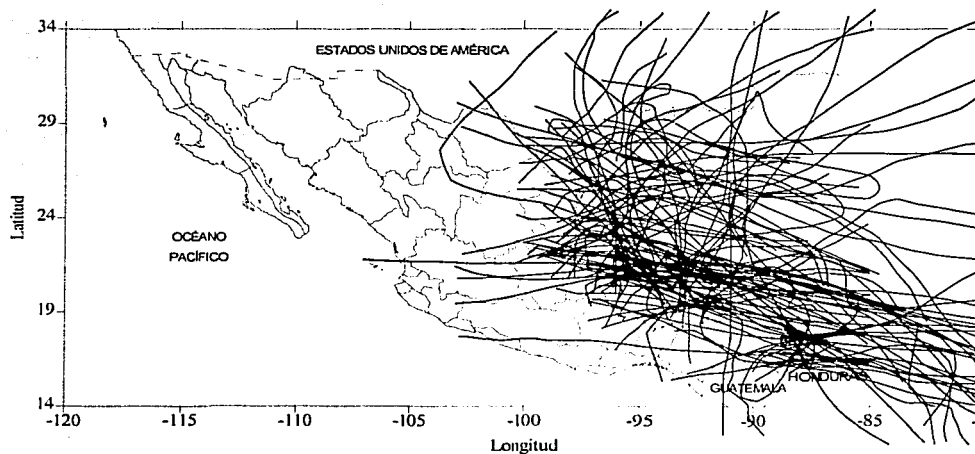 34
ESTADOS UNIDOS DE AMÉRICA
29
Latitud
24
OCÉANO
PACÍFICO
19
GUATEMALA
HONDURAS
14
-120
-115
-110
-105
-100
-95
-90
-85
Longitud